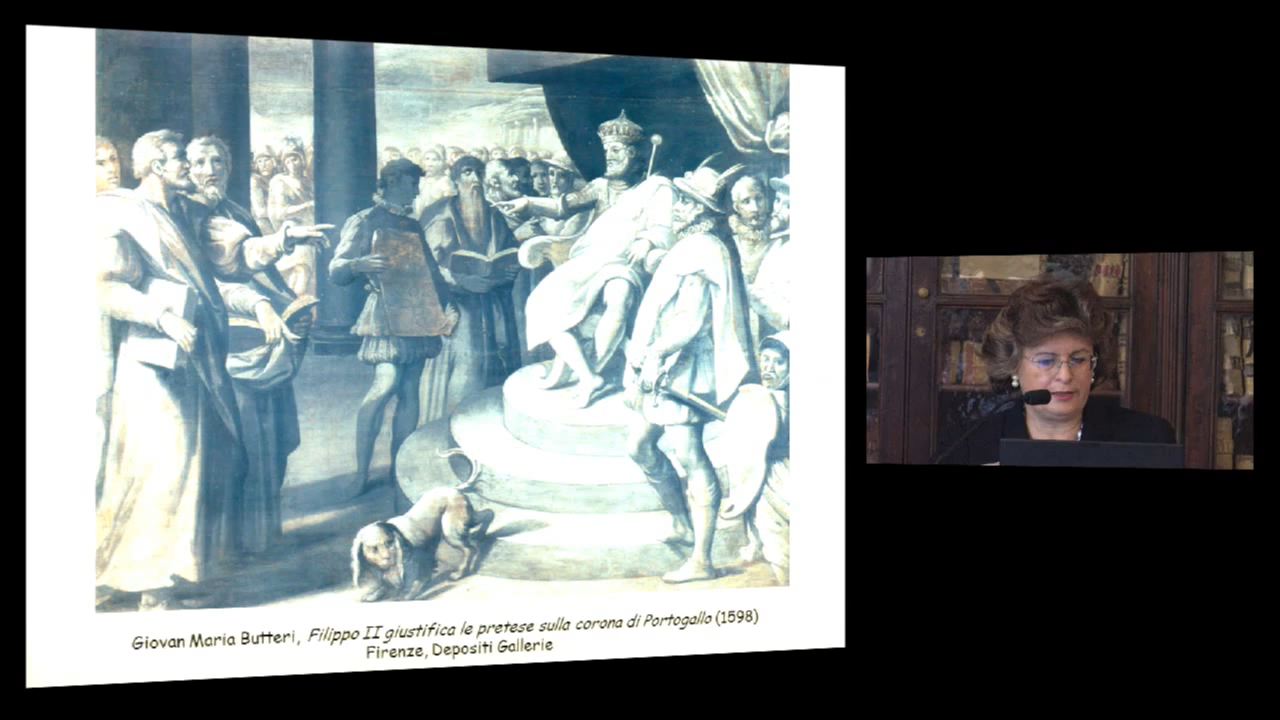 Giovan Maria Butteri, Filippo II giustifica le pretese sulla corona di Portogallo (1598)
Firenze, Depositi Gallerie